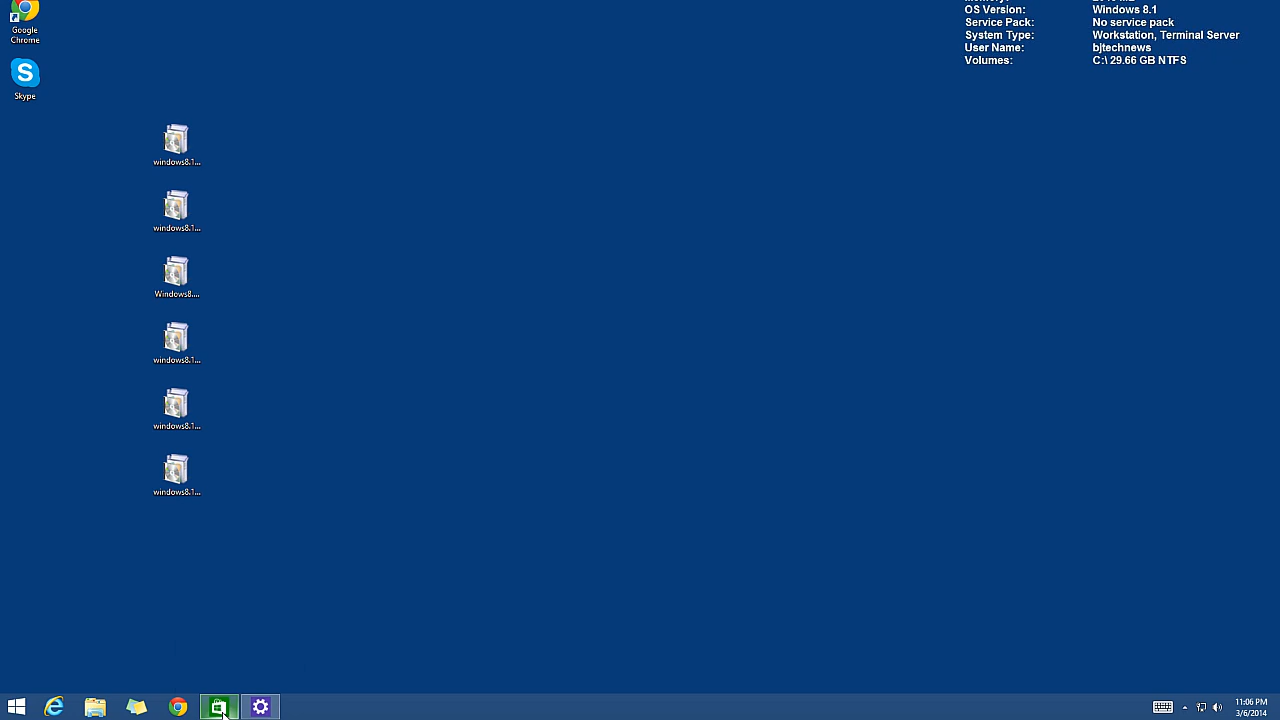 OS Version: Windows 8.1
Service Pack: No service pack
System Type: Workstation, Terminal Server
User Name: bjtechnews
Volumes: C:\ 29.66 GB NTFS
Google
Chrome
Skype
windows8.1...
windows8.1...
Windows8....
windows8.1...
windows8.1...
windows8.1...
11:06 PM
3/6/2014